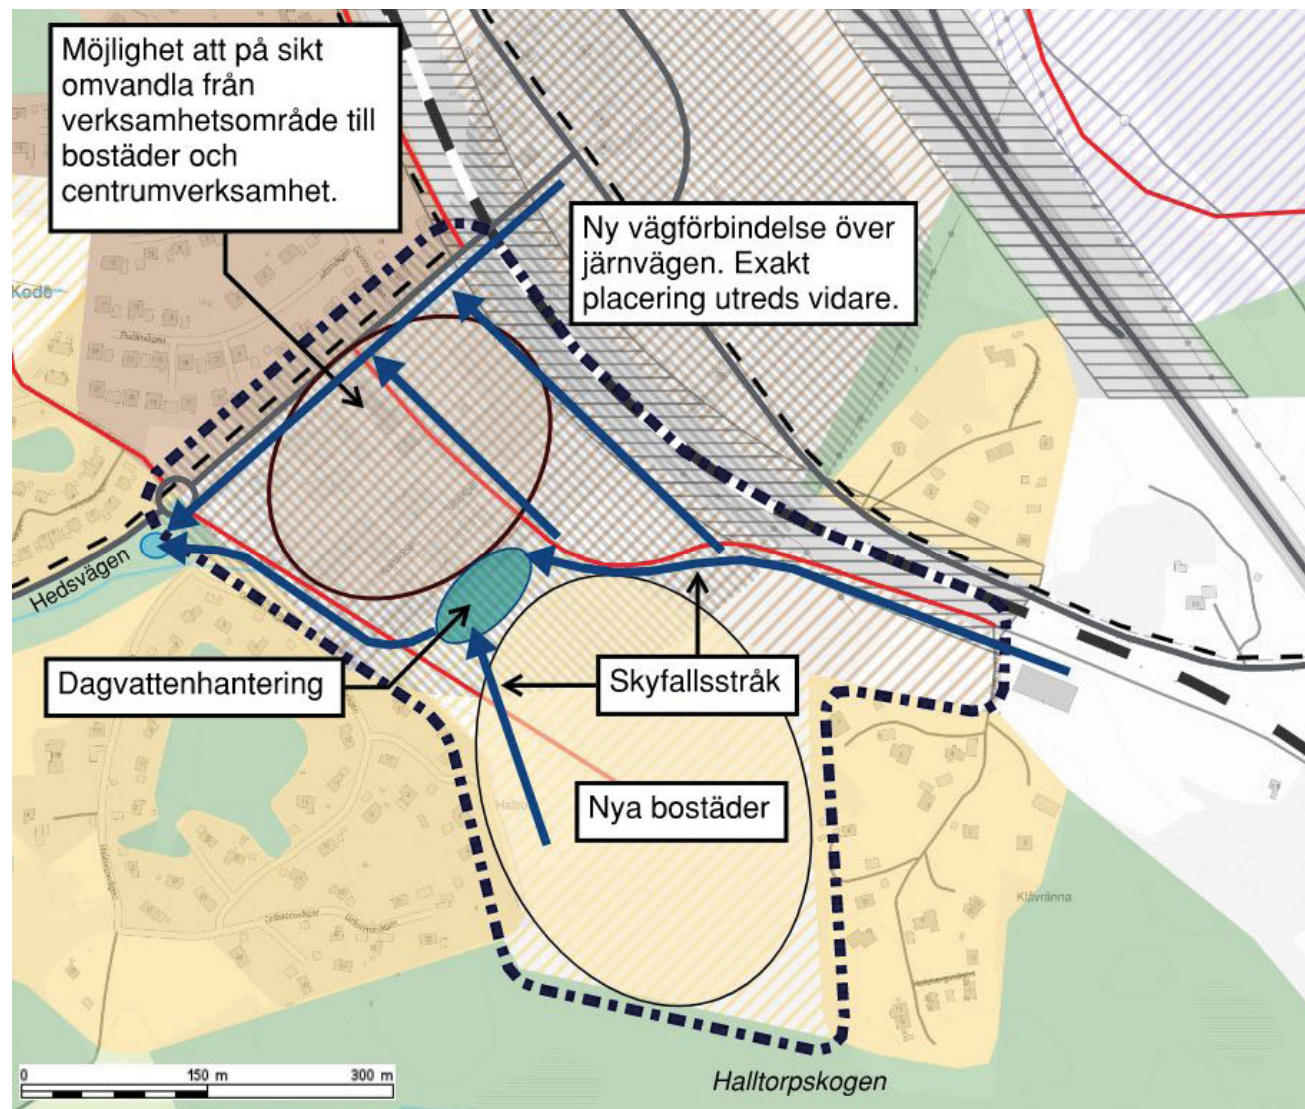 Möjlighet att på sikt
omvandla från
verksamhetsområde till
bostäder och
centrumverksamhet.
Ny vägförbindelse över
järnvägen. Exakt
placering utreds vidare.
Kode
Hedsvägen
Dagvattenhantering
Skyfallsstråk
Nya bostäder
Klåvränna
Halltorpskogen
0 150 m 300 m